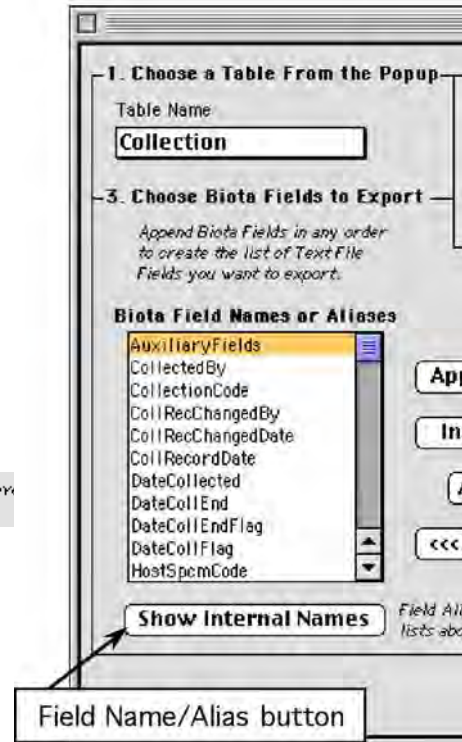 1. Choose a Table From the Popup
Table Name
Collection
3. Choose Biota Fields to Export
Append Biota Fields in any order
to create the list of Text File
Fields you want to export.
Biota Field Names or Aliases
AuxiliaryFields
CollectedBy
CollectionCode
CollRecChangedBy
CollRecChangedDate
CollRecordDate
DateCollected
DateCollEnd
DateCollEndFlag
DateCollFlag
HostSpcmCode
<<<
Show Internal Names
Field
lists
Field Name/Alias button